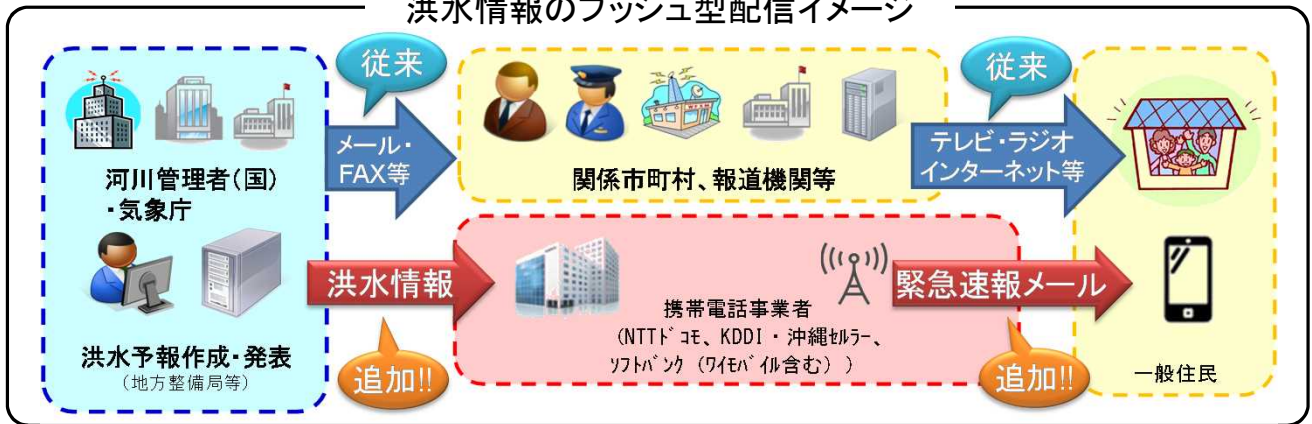 洪水情報のプッシュ型配信イメージ
従来
メール・
FAX等
河川管理者(国)
・気象庁
洪水予報作成・発表
(地方整備局等)
関係市町村、報道機関等
従来
テレビ・ラジオ
インターネット等
洪水情報
追加!!
携帯電話事業者
(NTTドコモ、KDDI・沖縄セルラー、
ソフトバンク(ワイモバイル含む))
緊急速報メール
追加!!
一般住民